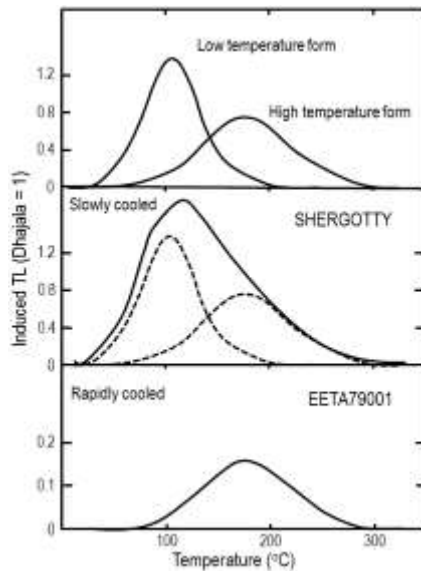 Low temperature form
1.2
High temperature form
0.8
0.4
0
Slowly cooled
SHERGOTTY
1.2
0.8
0.4
0
Induced TL (Dhajala = 1)
Rapidly cooled
EETA79001
0.2
0.1
0
100 200 300
Temperature (ºC)